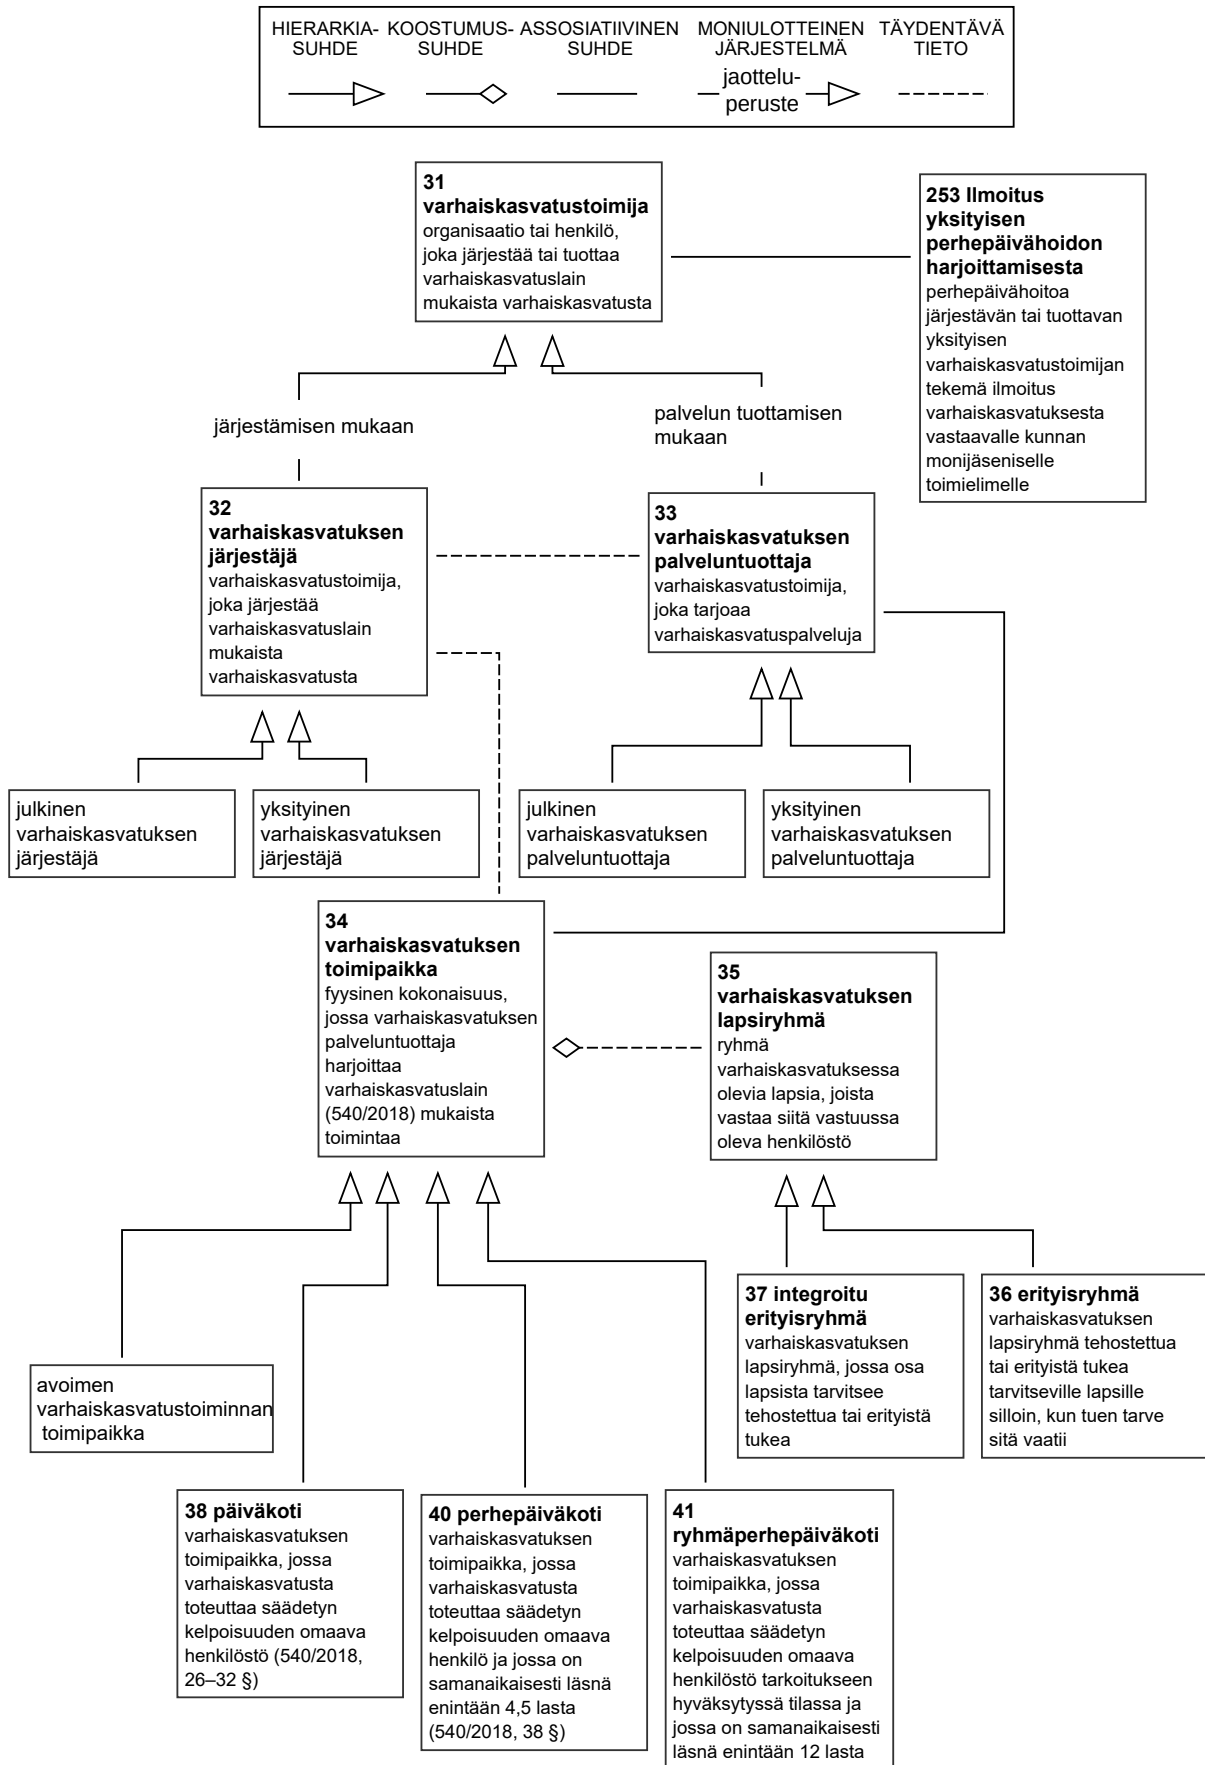 HIERARKIA-
SUHDE
KOOSTUMUS-
SUHDE
ASSOSIATIIVINEN
SUHDE
MONIULOTTEINEN
JÄRJESTELMÄ
jaottelu-
peruste
TÄYDENTÄVÄ
TIETO
31
varhaiskasvatustoimija
organisaatio tai henkilö,
joka järjestää tai tuottaa
varhaiskasvatuslain
mukaista varhaiskasvatusta
253 Ilmoitus
yksityisen
perhepäivähoidon
harjoittamisesta
perhepäivähoitoa
järjestävän tai tuottavan
yksityisen
varhaiskasvatustoimijan
tekemä ilmoitus
varhaiskasvatuksesta
vastaavalle kunnan
monijäseniselle
toimielimelle
järjestämisen mukaan
palvelun tuottamisen
mukaan
32
varhaiskasvatuksen
järjestäjä
varhaiskasvatustoimija,
joka järjestää
varhaiskasvatuslain
mukaista
varhaiskasvatusta
33
varhaiskasvatuksen
palveluntuottaja
varhaiskasvatustoimija,
joka tarjoaa
varhaiskasvatuspalveluja
julkinen
varhaiskasvatuksen
järjestäjä
yksityinen
varhaiskasvatuksen
järjestäjä
julkinen
varhaiskasvatuksen
palveluntuottaja
yksityinen
varhaiskasvatuksen
palveluntuottaja
34
varhaiskasvatuksen
toimipaikka
fyysinen kokonaisuus,
jossa varhaiskasvatuksen
palveluntuottaja
harjoittaa
varhaiskasvatuslain
(540/2018) mukaista
toimintaa
35
varhaiskasvatuksen
lapsiryhmä
ryhmä
varhaiskasvatuksessa
olevia lapsia, joista
vastaa siitä vastuussa
oleva henkilöstö
37 integroitu
erityisryhmä
varhaiskasvatuksen
lapsiryhmä, jossa osa
lapsista tarvitsee
tehostettua tai erityistä
tukea
36 erityisryhmä
varhaiskasvatuksen
lapsiryhmä tehostettua
tai erityistä tukea
tarvitseville lapsille
silloin, kun tuen tarve
sitä vaatii
avoimen
varhaiskasvatustoiminnan
toimipaikka
38 päiväkoti
varhaiskasvatuksen
toimipaikka, jossa
varhaiskasvatusta
toteuttaa säädetyn
kelpoisuuden omaava
henkilöstö (540/2018,
26–32 §)
40 perhepäiväkoti
varhaiskasvatuksen
toimipaikka, jossa
varhaiskasvatusta
toteuttaa säädetyn
kelpoisuuden omaava
henkilö ja jossa on
samanaikaisesti läsnä
enintään 4,5 lasta
(540/2018, 38 §)
41
ryhmäperhepäiväkoti
varhaiskasvatuksen
toimipaikka, jossa
varhaiskasvatusta
toteuttaa säädetyn
kelpoisuuden omaava
henkilöstö tarkoitukseen
hyväksytyssä tilassa ja
jossa on samanaikaisesti
läsnä enintään 12 lasta